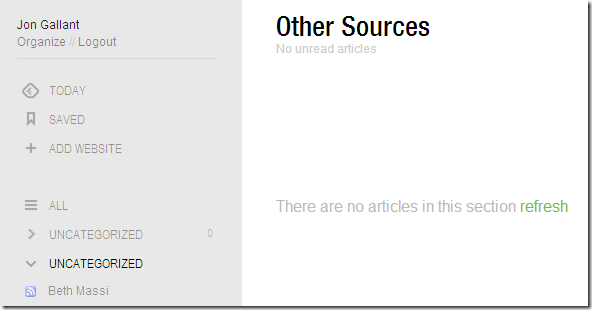 Jon Gallant
Organize // Logout
TODAY
SAVED
ADD WEBSITE
ALL
UNCATEGORIZED 0
UNCATEGORIZED
Beth Massi
Other Sources
No unread articles
There are no articles in this section refresh